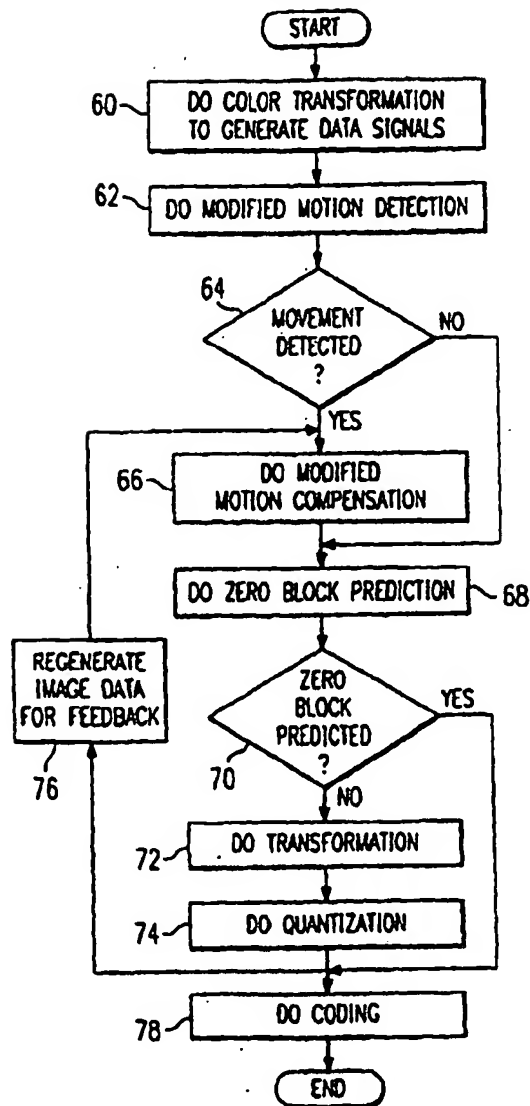 START
60
DO COLOR TRANSFORMATION
TO GENERATE DATA SIGNALS
62
DO MODIFIED MOTION DETECTION
64
MOVEMENT
DETECTED
?
NO
YES
66
DO MODIFIED
MOTION COMPENSATION
DO ZERO BLOCK PREDICTION
68
REGENERATE
IMAGE DATA
FOR FEEDBACK
76
ZERO
BLOCK
PREDICTED
?
YES
70
NO
72
DO TRANSFORMATION
74
DO QUANTIZATION
78
DO CODING
END